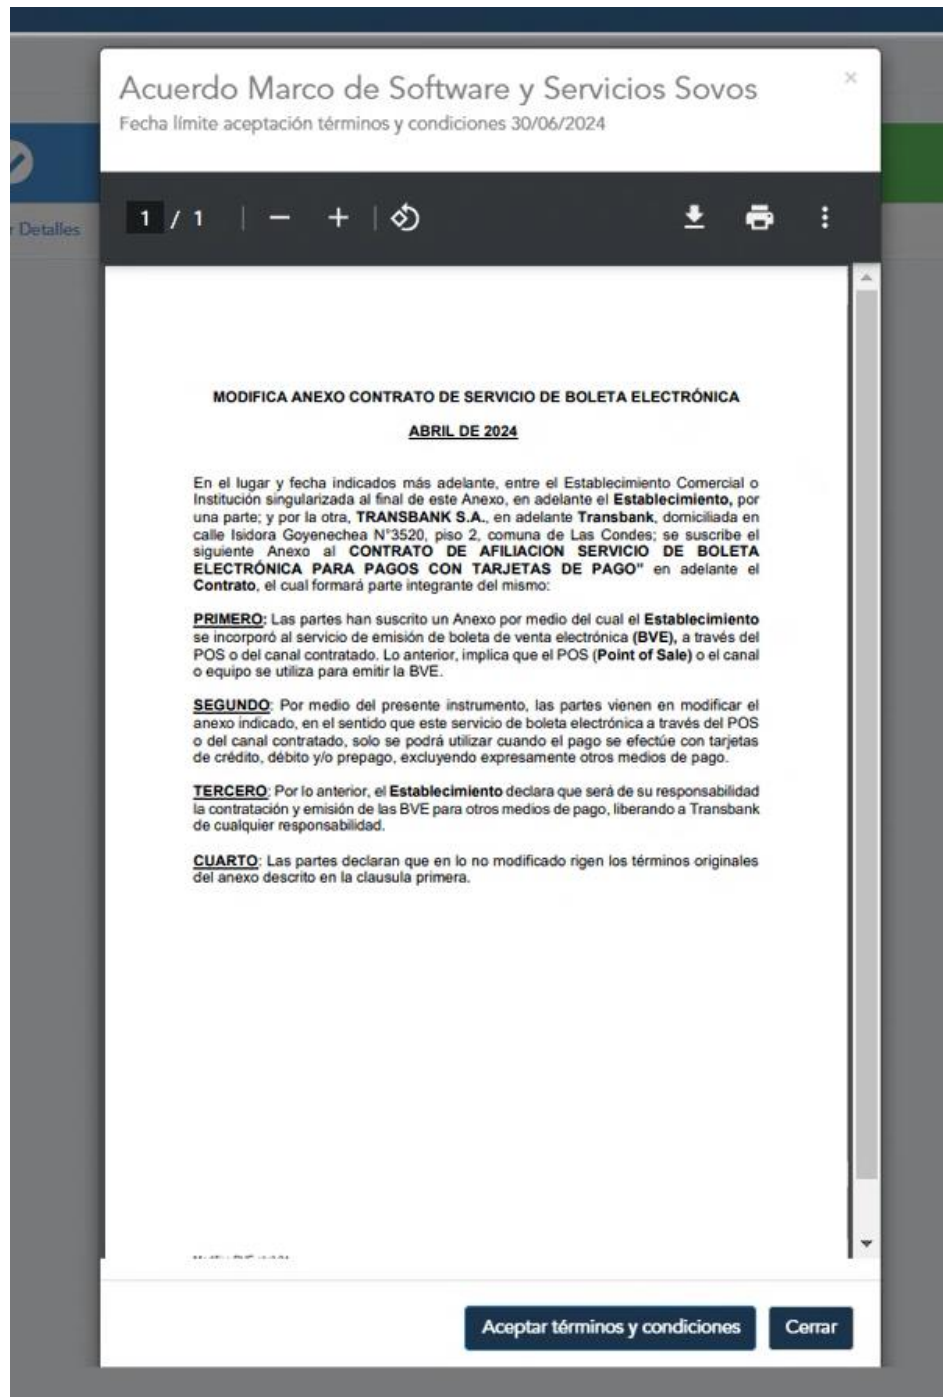 Acuerdo Marco de Software y Servicios Sovos
×
Fecha límite aceptación términos y condiciones 30/06/2024
1 / 1
Detalles
MODIFICA ANEXO CONTRATO DE SERVICIO DE BOLETA ELECTRÓNICA
ABRIL DE 2024
En el lugar y fecha indicados más adelante, entre el Establecimiento Comercial o
Institución singularizada al final de este Anexo, en adelante el Establecimiento, por
una parte; y por la otra, TRANSBANK S.A., en adelante Transbank, domiciliada en
calle Isidora Goyenechea N°3520, piso 2, comuna de Las Condes; se suscribe el
siguiente Anexo al CONTRATO DE AFILIACION SERVICIO DE BOLETA
ELECTRÓNICA PARA PAGOS CON TARJETAS DE PAGO" en adelante el
Contrato, el cual formará parte integrante del mismo:
PRIMERO: Las partes han suscrito un Anexo por medio del cual el Establecimiento
se incorporó al servicio de emisión de boleta de venta electrónica (BVE), a través del
POS o del canal contratado. Lo anterior, implica que el POS (Point of Sale) o el canal
o equipo se utiliza para emitir la BVE.
SEGUNDO: Por medio del presente instrumento, las partes vienen en modificar el
anexo indicado, en el sentido que este servicio de boleta electrónica a través del POS
o del canal contratado, solo se podrá utilizar cuando el pago se efectúe con tarjetas
de crédito, débito y/o prepago, excluyendo expresamente otros medios de pago.
TERCERO: Por lo anterior, el Establecimiento declara que será de su responsabilidad
la contratación y emisión de las BVE para otros medios de pago, liberando a Transbank
de cualquier responsabilidad.
CUARTO: Las partes declaran que en lo no modificado rigen los términos originales
del anexo descrito en la clausula primera.
Aceptar términos y condiciones
Cerrar